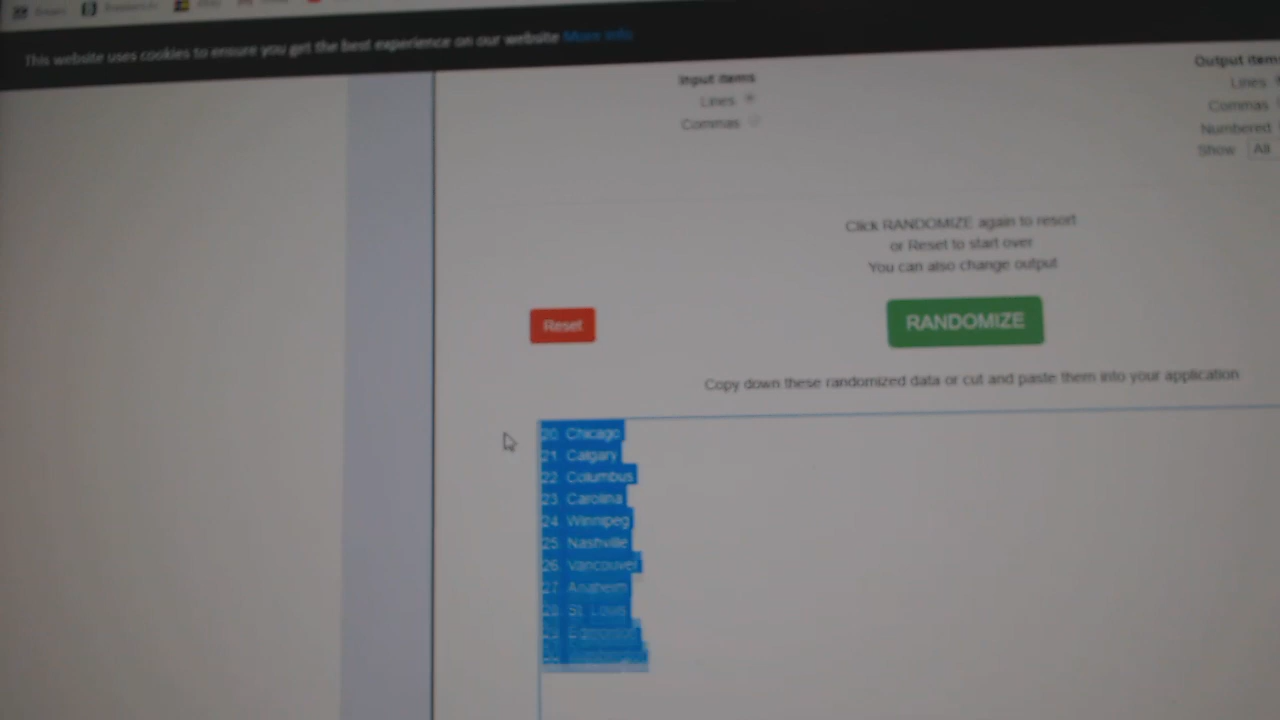 This website uses cookies to ensure you get the best experience on our website More info
Input items
Lines
Commas
Output item
Lines
Commas
Numbered
Show All
Click RANDOMIZE again to resort
or Reset to start over
You can also change output
Reset
RANDOMIZE
Copy down these randomized data or cut and paste them into your application
20. Chicago
21. Calgary
22. Columbus
23. Carolina
24. Winnipeg
25. Nashville
26. Vancouver
27. Anaheim
28. St. Louis
29. Edmonton